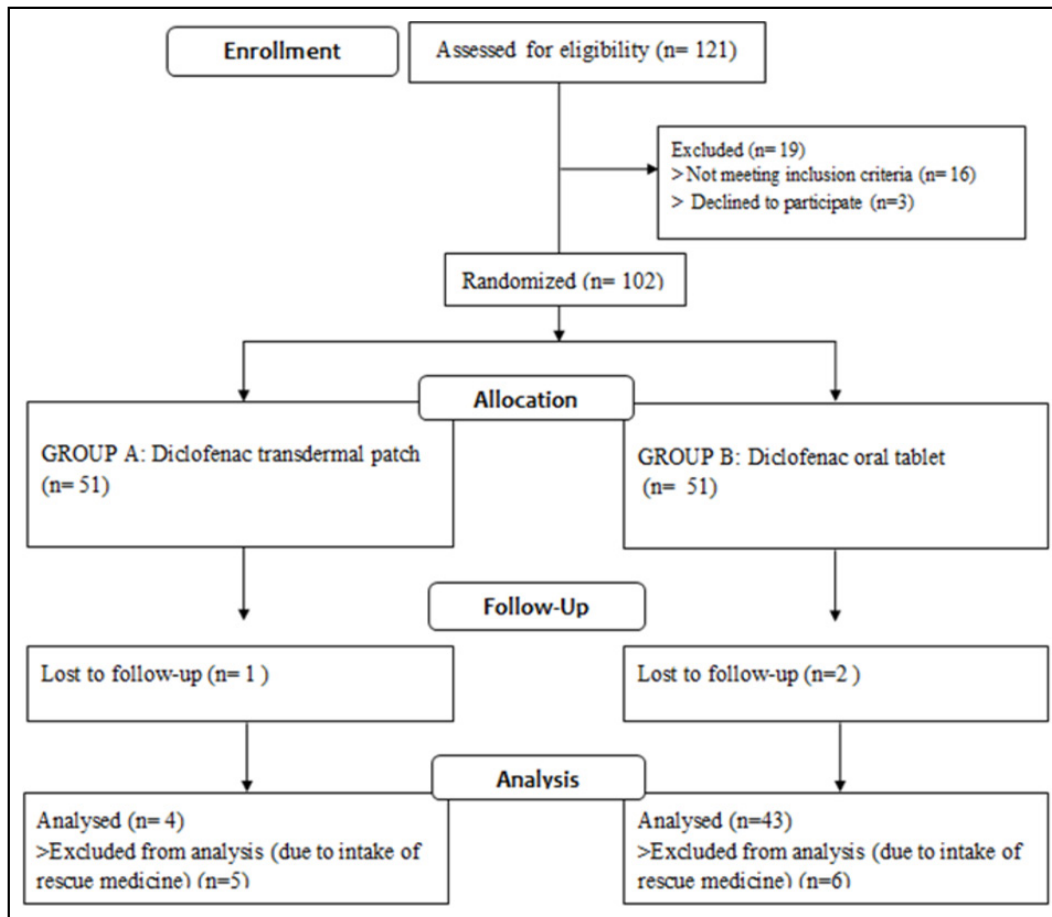 Enrollment
Assessed for eligibility (n= 121)
Excluded (n= 19)
>Not meeting inclusion criteria (n= 16)
> Declined to participate (n=3)
Randomized (n= 102)
Allocation
GROUP A: Diclofenac transdermal patch
(n= 51)
GROUP B: Diclofenac oral tablet
(n= 51)
Follow-Up
Lost to follow-up (n= 1 )
Lost to follow-up (n=2 )
Analysis
Analysed (n= 4)
>Excluded from analysis (due to intake of
rescue medicine) (n=5)
Analysed (n=43)
>Excluded from analysis (due to intake of
rescue medicine) (n=6)